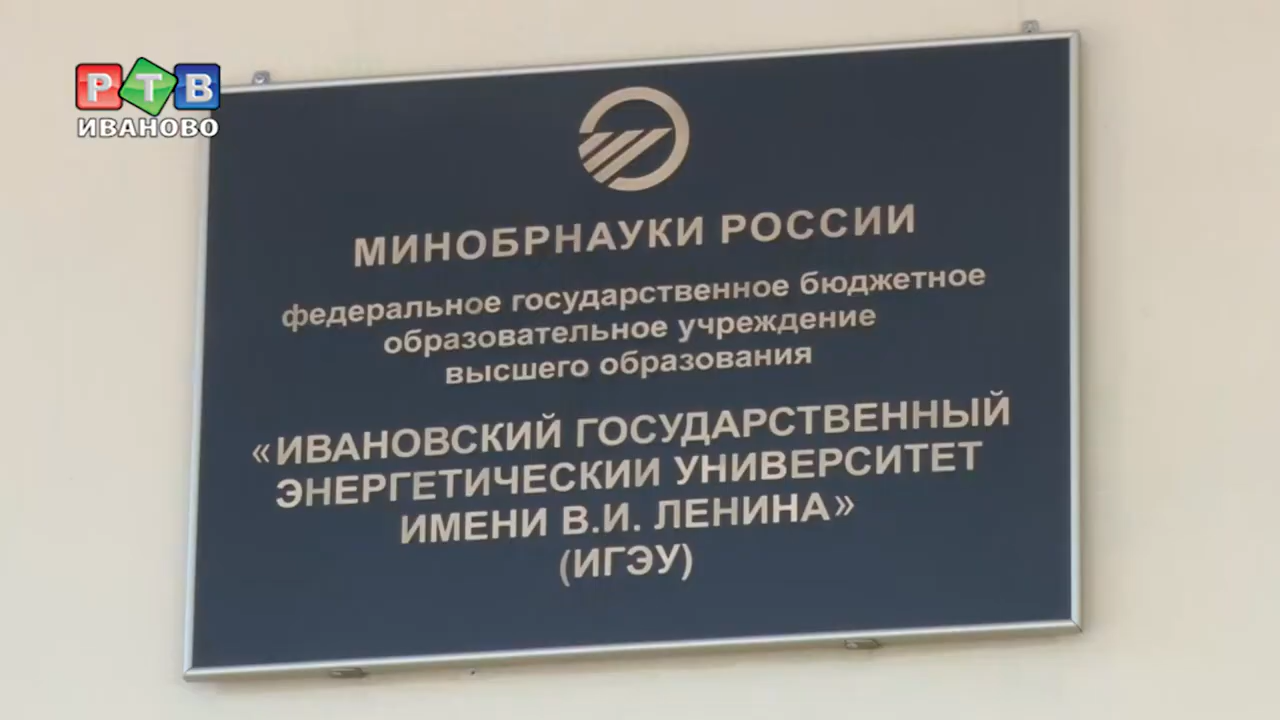 РТВ
ИВАНОВО
МИНОБРНАУКИ РОССИИ
федеральное государственное бюджетное
образовательное учреждение
высшего образования
«ИВАНОВСКИЙ ГОСУДАРСТВЕННЫЙ
ЭНЕРГЕТИЧЕСКИЙ УНИВЕРСИТЕТ
ИМЕНИ В.И. ЛЕНИНА»
(ИГЭУ)